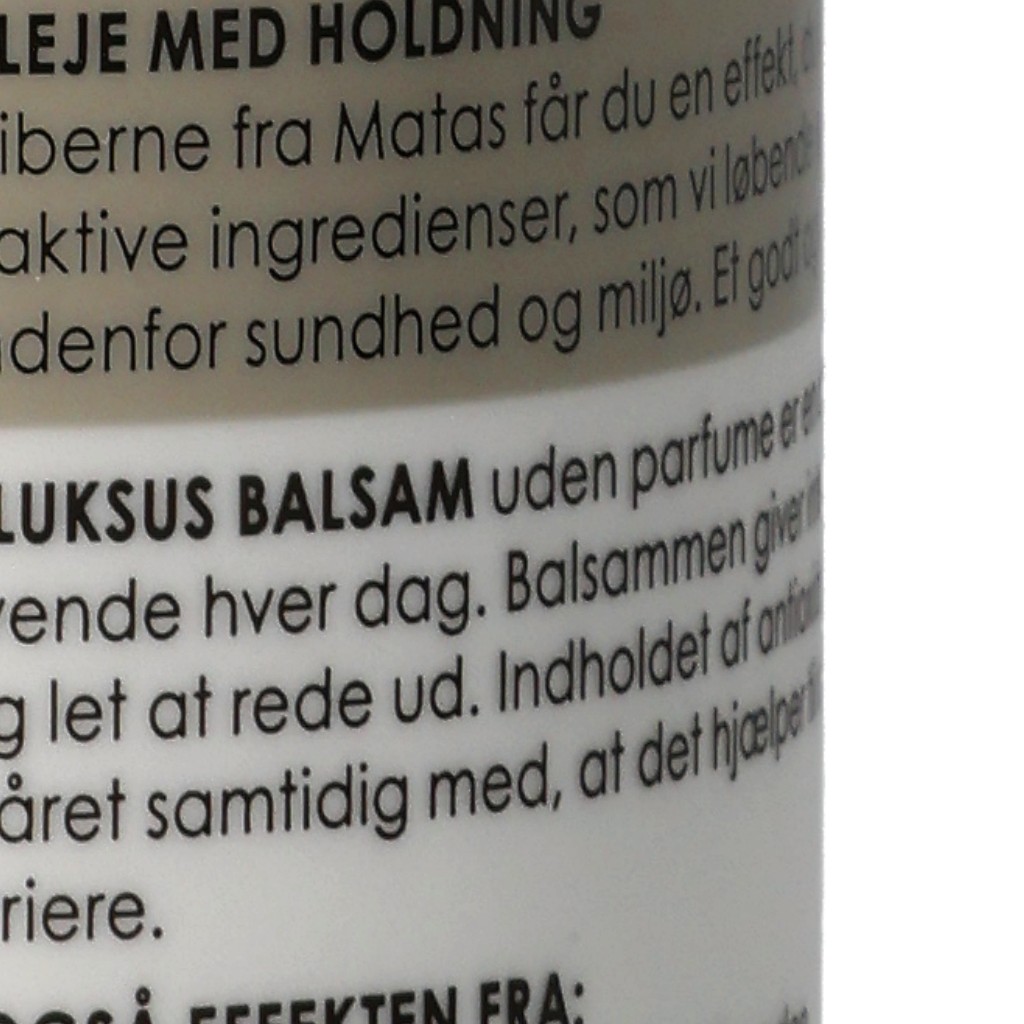 LEJE MED HOLDNING
iberne fra Matas får du en effekt,
aktive ingredienser, som vi løbende
denfor sundhed og miljø. Et godt
LUKSUS BALSAM uden parfume er en
vende hver dag. Balsammen giver
g let at rede ud. Indholdet af
året samtidig med, at det hjælper
riere.
OGSÅ EFFEKTEN FRA: